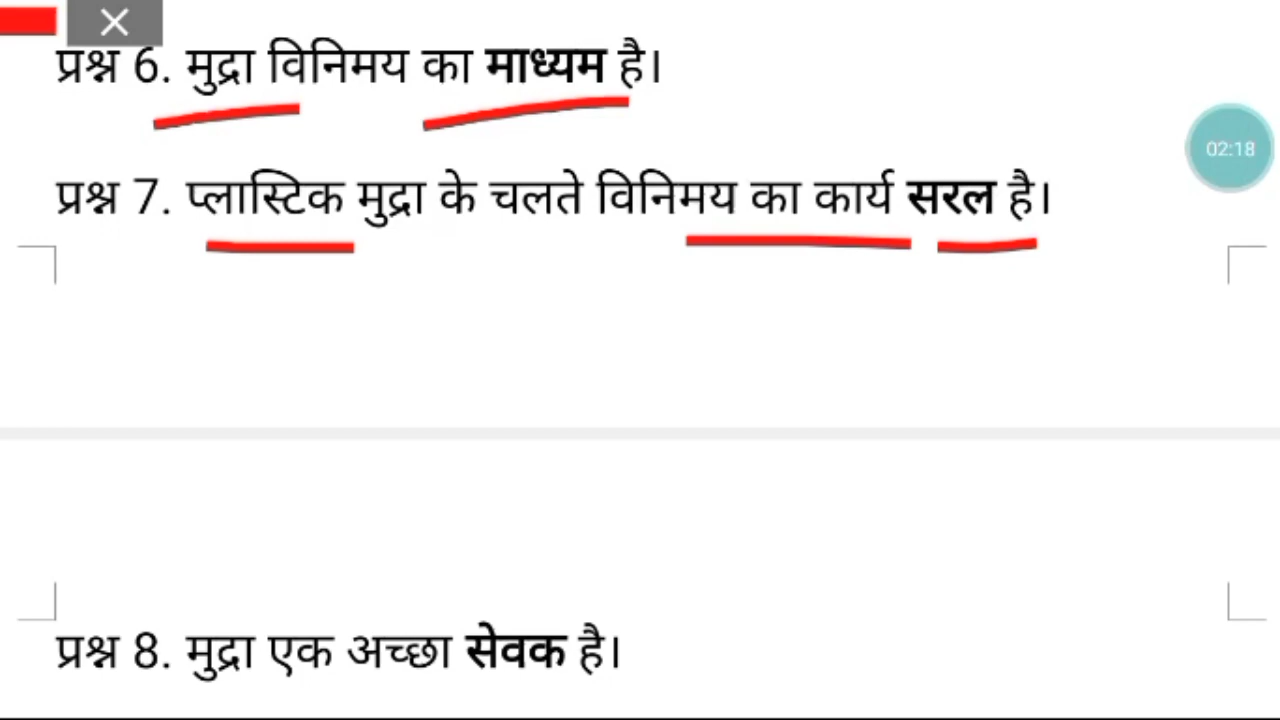 प्रश्न 6. मुद्रा विनिमय का माध्यम है।
02:18
प्रश्न 7. प्लास्टिक मुद्रा के चलते विनिमय का कार्य सरल है।
प्रश्न 8. मुद्रा एक अच्छा सेवक है।